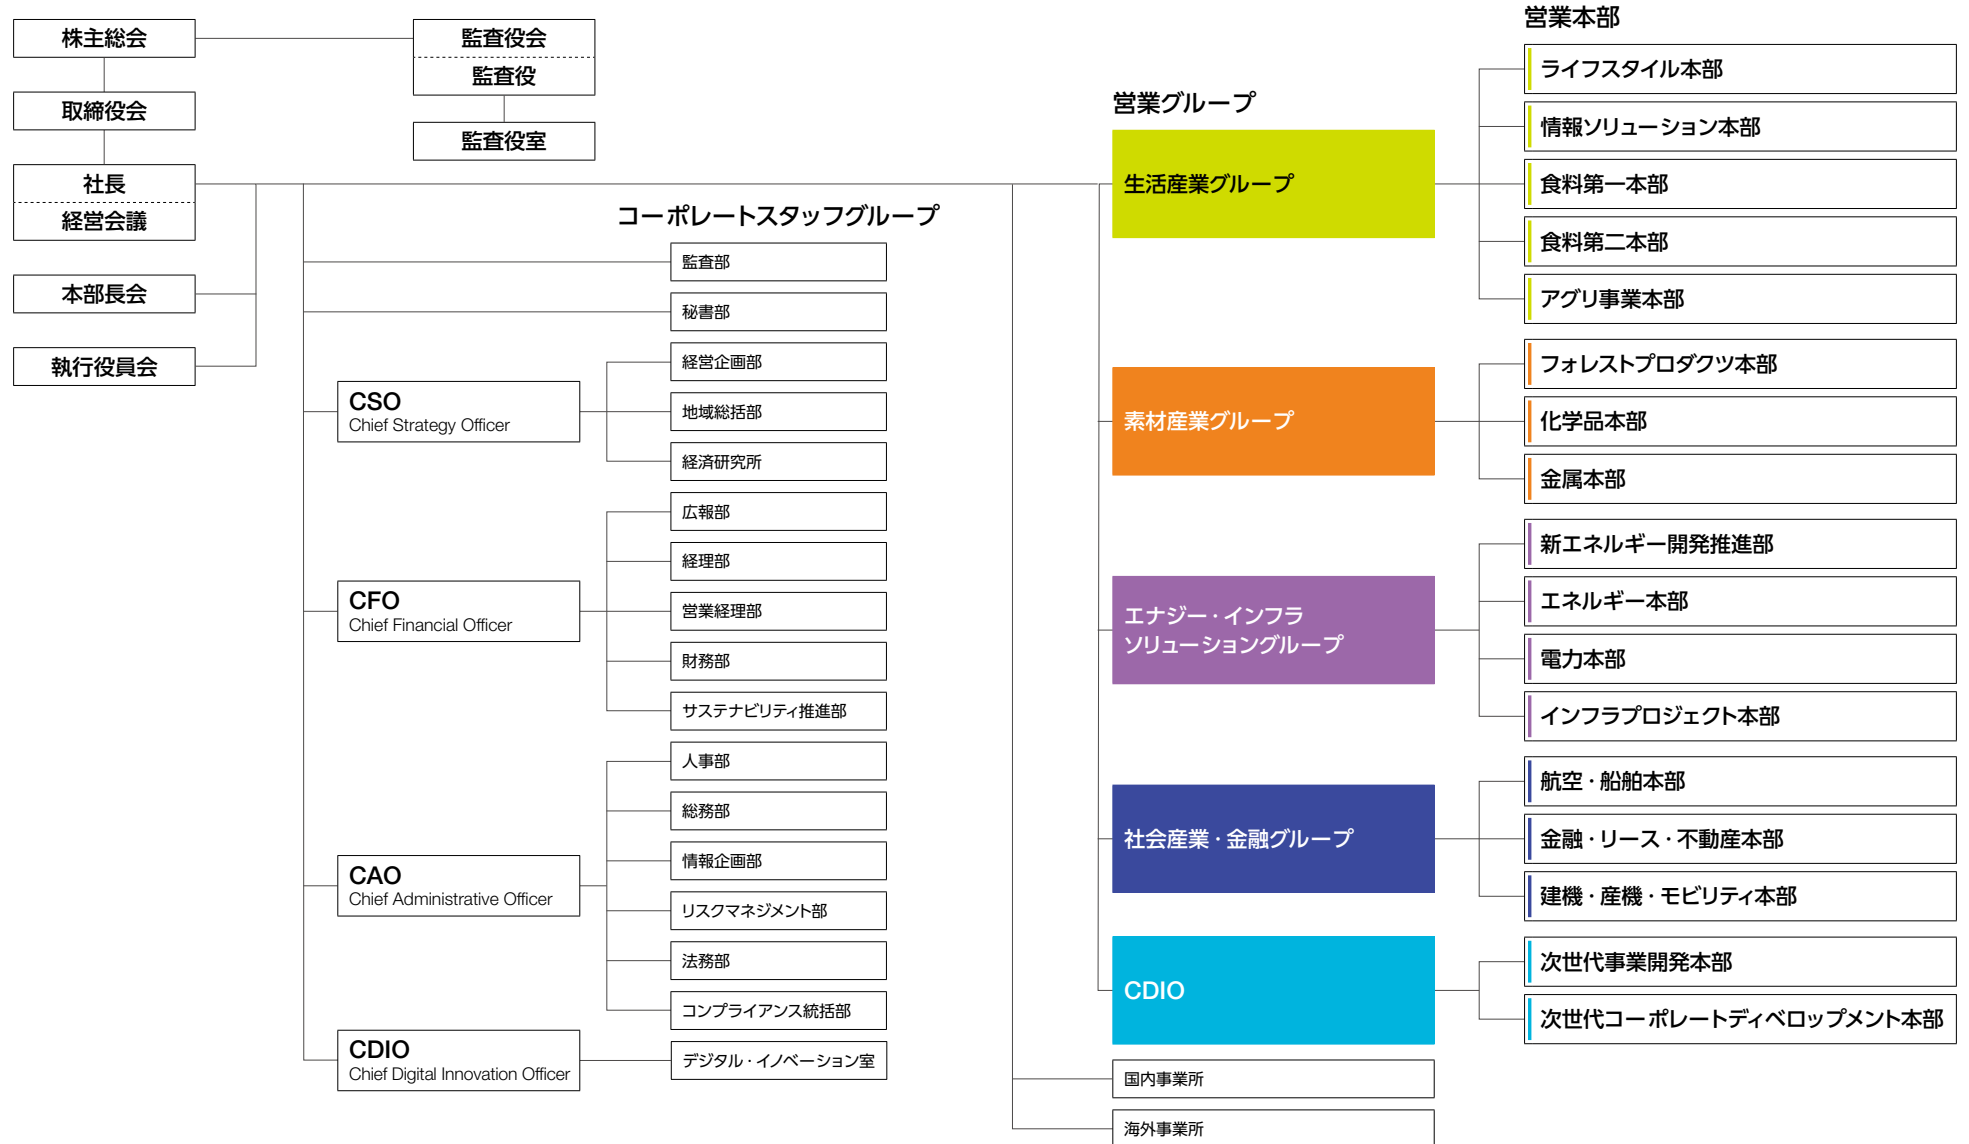 株主総会
監査役会
監査役
監査役室
取締役会
社長
経営会議
本部長会
執行役員会
コーポレートスタッフグループ
監査部
秘書部
CSO
Chief Strategy Officer
経営企画部
地域総括部
経済研究所
CFO
Chief Financial Officer
広報部
経理部
営業経理部
財務部
サステナビリティ推進部
CAO
Chief Administrative Officer
人事部
総務部
情報企画部
リスクマネジメント部
法務部
コンプライアンス統括部
CDIO
Chief Digital Innovation Officer
デジタル・イノベーション室
営業グループ
営業本部
生活産業グループ
ライフスタイル本部
情報ソリューション本部
食料第一本部
食料第二本部
アグリ事業本部
素材産業グループ
フォレストプロダクツ本部
化学品本部
金属本部
エナジー・インフラ
ソリューショングループ
新エネルギー開発推進部
エネルギー本部
電力本部
インフラプロジェクト本部
社会産業・金融グループ
航空・船舶本部
金融・リース・不動産本部
建機・産機・モビリティ本部
CDIO
次世代事業開発本部
次世代コーポレートディベロップメント本部
国内事業所
海外事業所